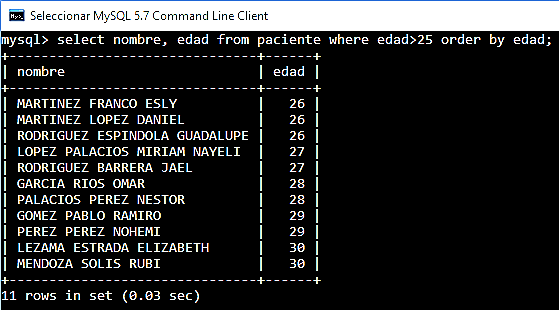 Seleccionar MySQL 5.7 Command Line Client
mysql> select nombre, edad from paciente where edad>25 order by edad;
+------------------------------+------+
| nombre                       | edad |
+------------------------------+------+
| MARTINEZ FRANCO ESLY         |   26 |
| MARTINEZ LOPEZ DANIEL        |   26 |
| RODRIGUEZ ESPINDOLA GUADALUPE |   26 |
| LOPEZ PALACIOS MIRIAM NAYELI |   27 |
| RODRIGUEZ BARRERA JAEL       |   27 |
| GARCIA RIOS OMAR             |   28 |
| PALACIOS PEREZ NESTOR        |   28 |
| GOMEZ PABLO RAMIRO           |   29 |
| PEREZ PEREZ NOHEMI           |   29 |
| LEZAMA ESTRADA ELIZABETH     |   30 |
| MENDOZA SOLIS RUBI           |   30 |
+------------------------------+------+
11 rows in set (0.03 sec)